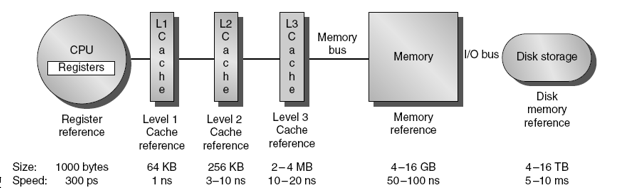 CPU
Registers
L1
Cache
L2
Cache
L3
Cache
Memory
bus
Memory
I/O bus
Disk storage
Register
reference
Level 1
Cache
reference
Level 2
Cache
reference
Level 3
Cache
reference
Memory
reference
Disk
memory
reference
Size: 1000 bytes 64 KB 256 KB 2–4 MB 4–16 GB 4–16 TB
Speed: 300 ps 1 ns 3–10 ns 10–20 ns 50–100 ns 5–10 ms